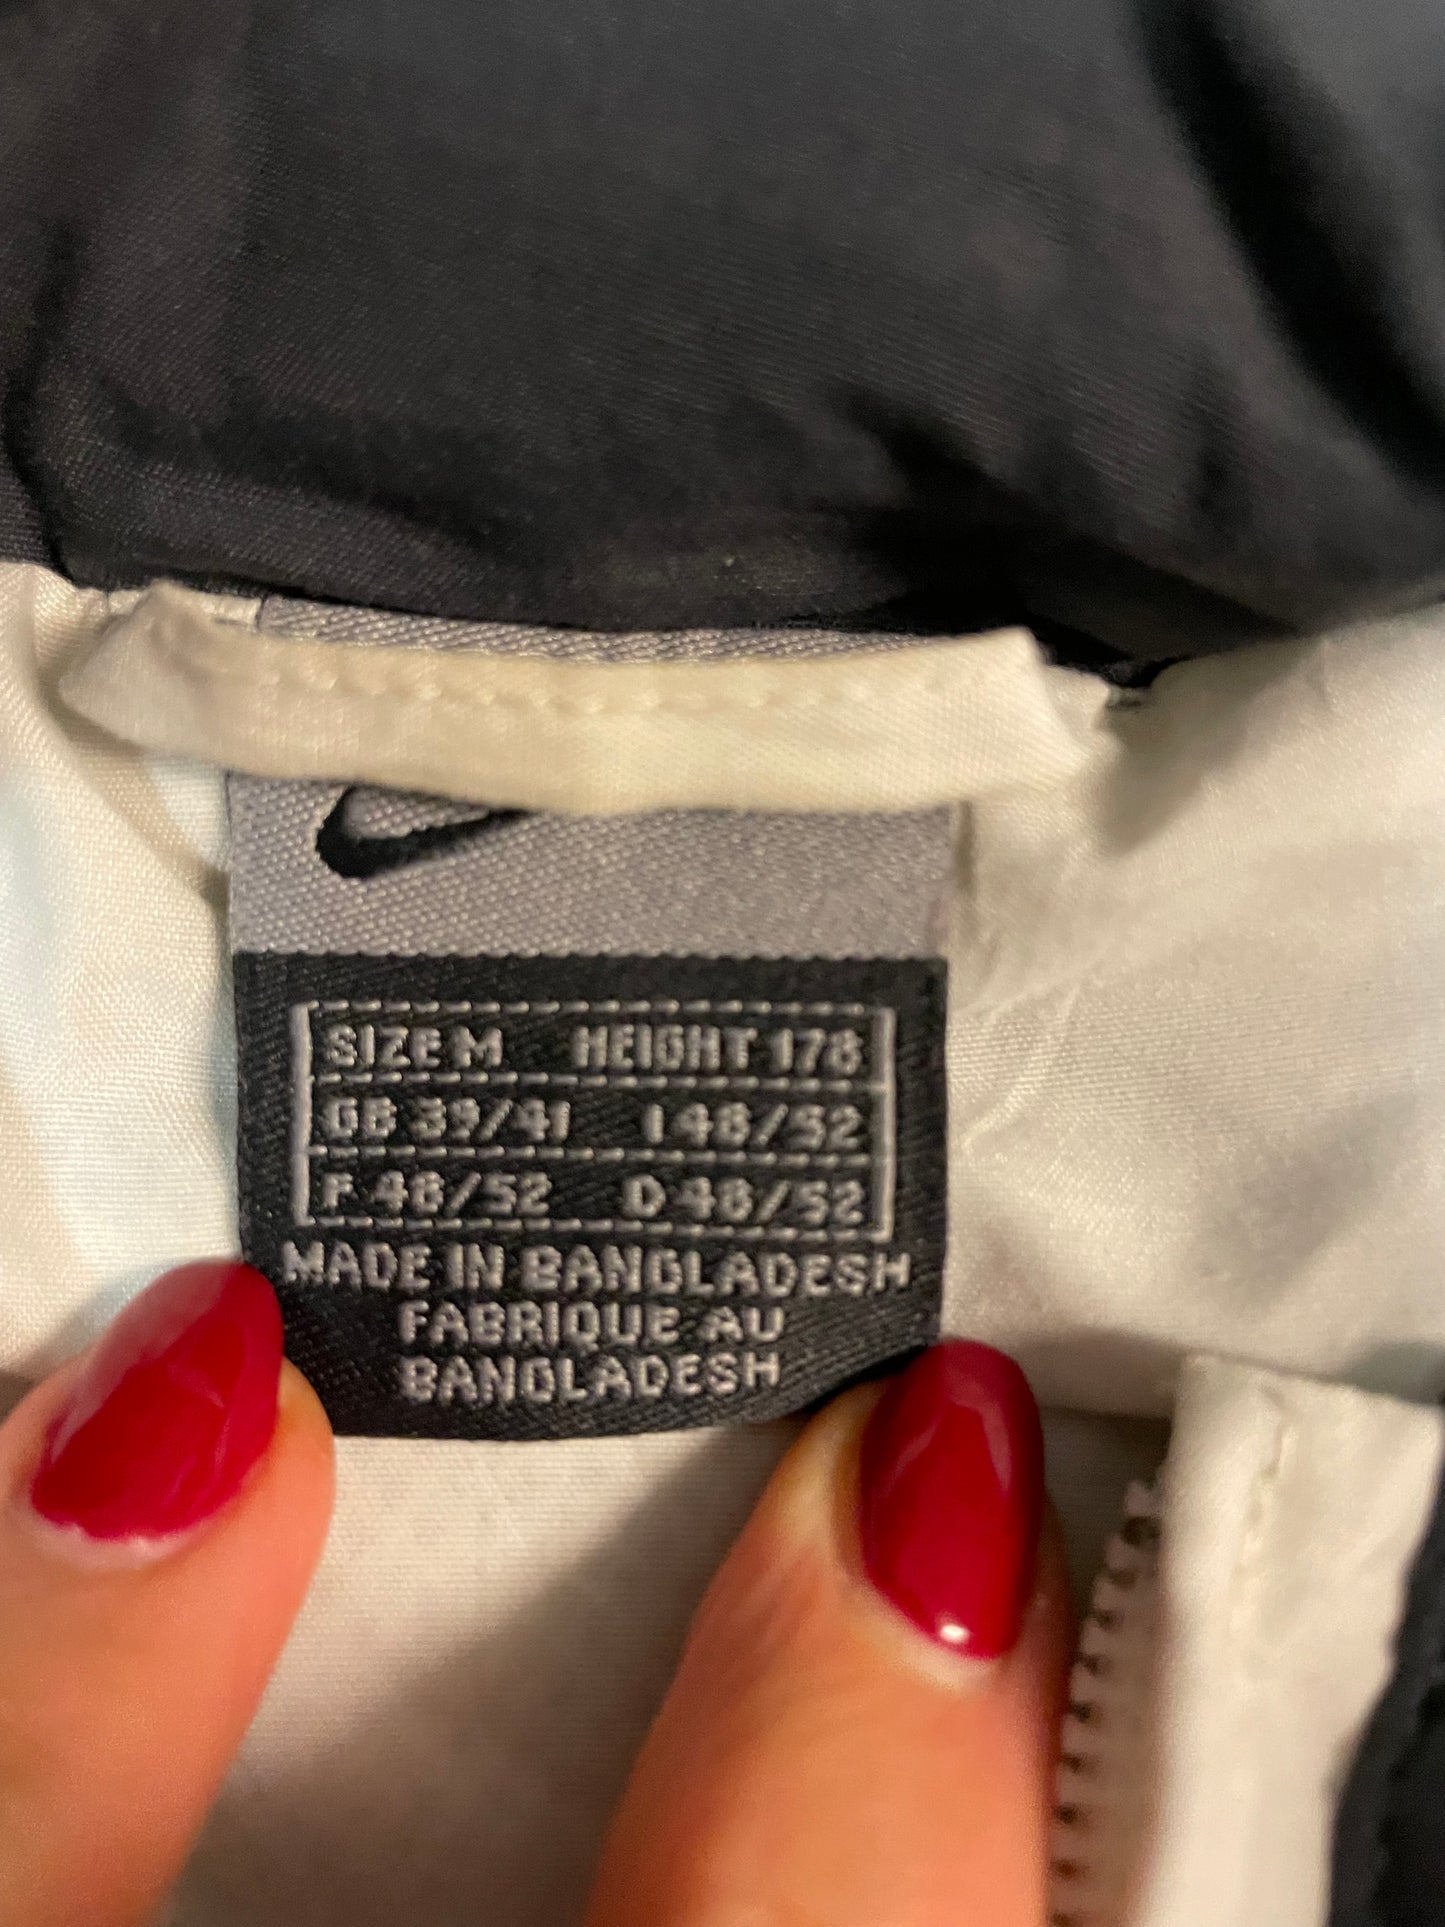 SIZE M HEIGHT 178
GB 39/41 I 48/52
F 48/52 D 48/52
MADE IN BANGLADESH
FABRIQUE AU
BANGLADESH